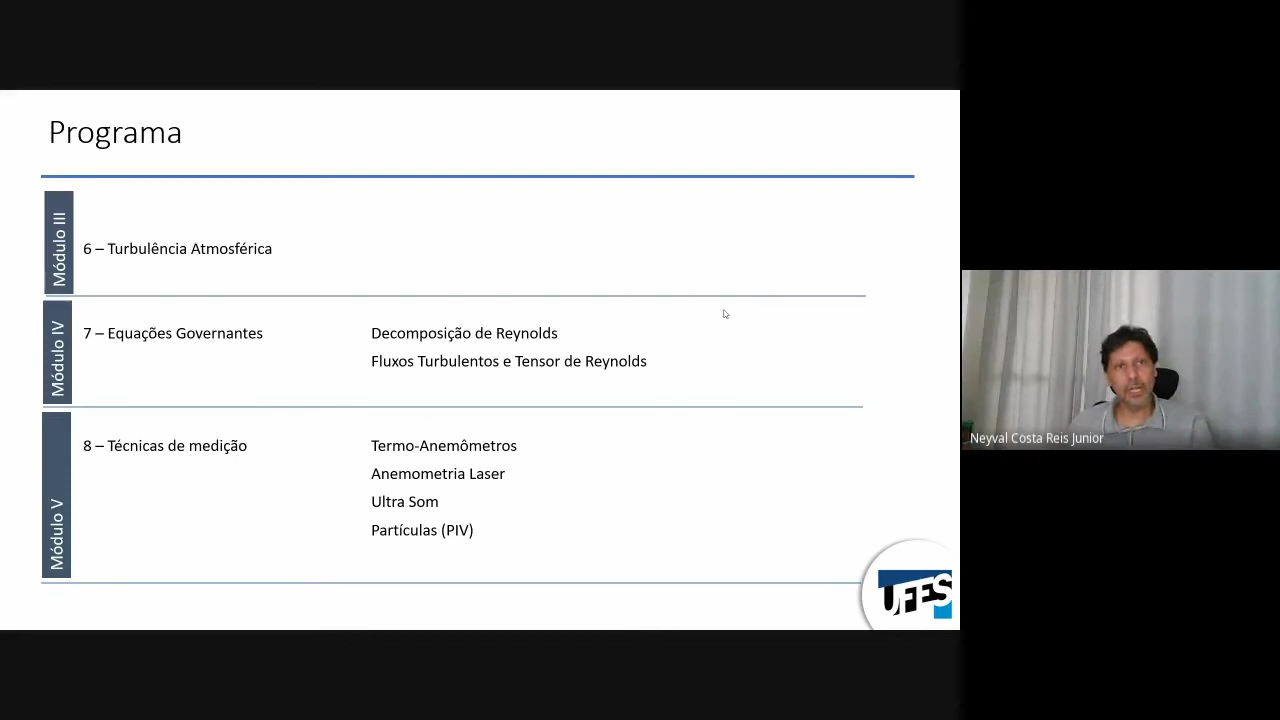 Programa
Módulo III
6 – Turbulência Atmosférica
Módulo IV
7 – Equações Governantes
Decomposição de Reynolds
Fluxos Turbulentos e Tensor de Reynolds
Módulo V
8 – Técnicas de medição
Termo-Anemômetros
Anemometria Laser
Ultra Som
Partículas (PIV)
UFES
Neyval Costa Reis Junior